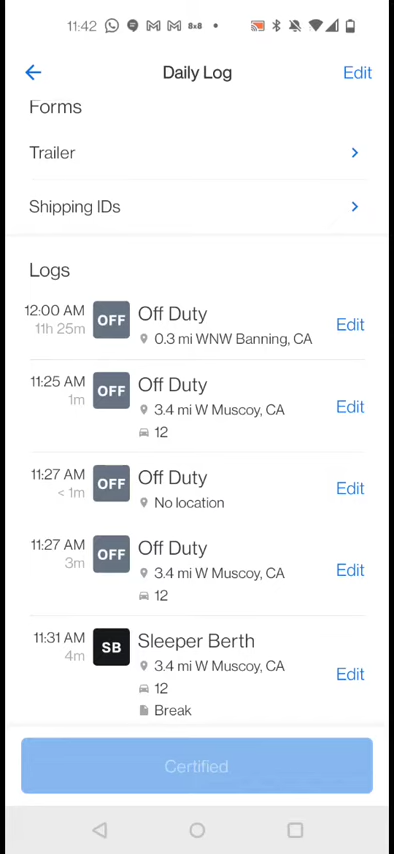 11:42 8x8
Daily Log Edit
Forms
Trailer
Shipping IDs
Logs
12:00 AM OFF Off Duty
11h 25m 0.3 mi WNW Banning, CA Edit
11:25 AM OFF Off Duty
1m 3.4 mi W Muscoy, CA Edit
12
11:27 AM OFF Off Duty
< 1m No location Edit
11:27 AM OFF Off Duty
3m 3.4 mi W Muscoy, CA Edit
12
11:31 AM SB Sleeper Berth
4m 3.4 mi W Muscoy, CA Edit
12
Break
Certified